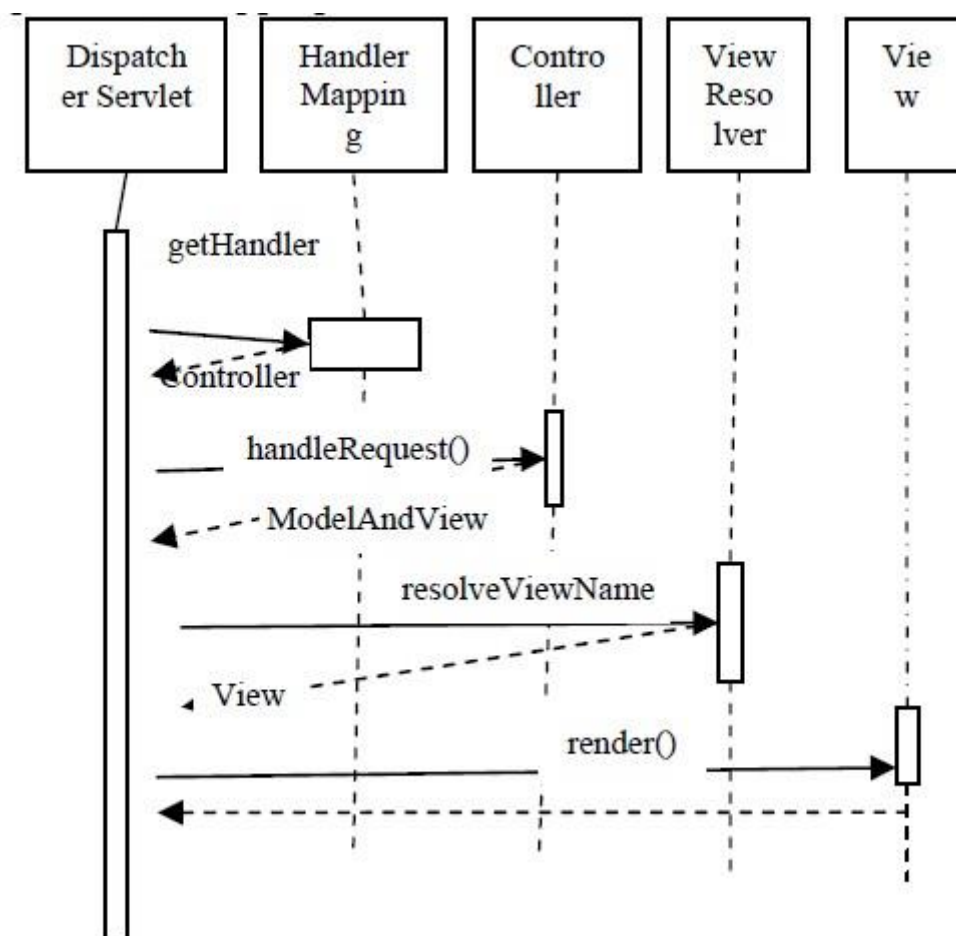 Dispatch
er Servlet
Handler
Mappin
g
Contro
ller
View
Reso
lver
Vie
w
getHandler
Controller
handleRequest()
ModelAndView
resolveViewName
View
render()